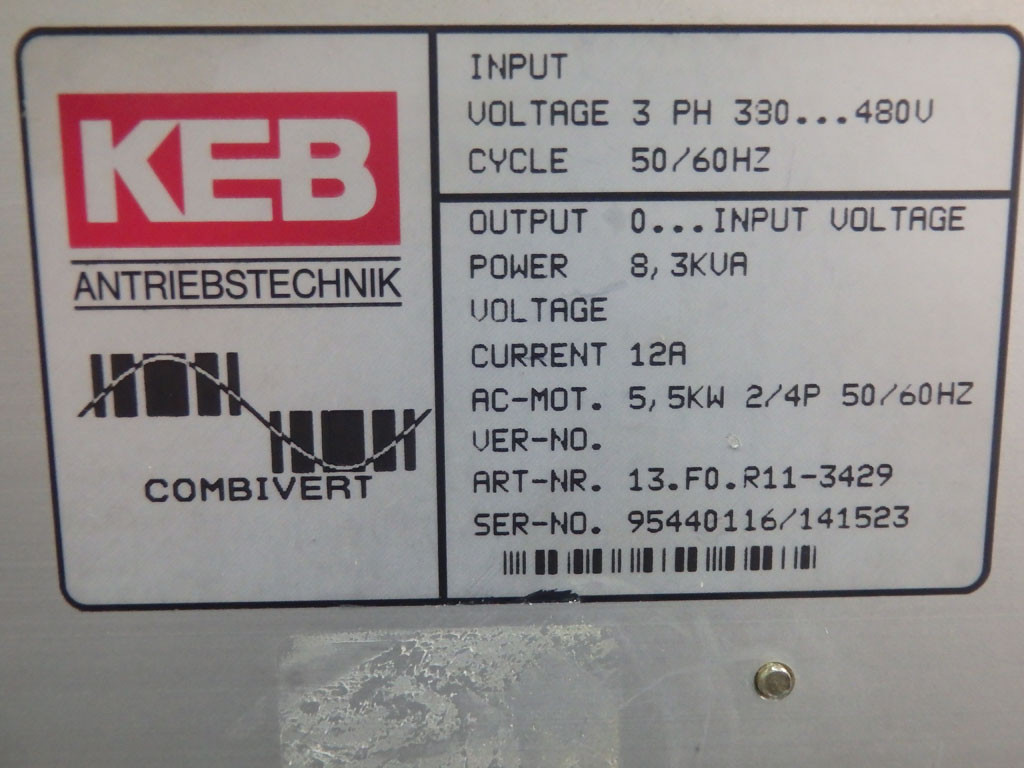 KEB
ANTRIEBSTECHNIK
COMBIVERT
INPUT
VOLTAGE 3 PH 380...480V
CYCLE 50/60HZ
OUTPUT 0...INPUT VOLTAGE
POWER 8,3KVA
VOLTAGE
CURRENT 12A
AC-MOT. 5,5KW 2/4P 50/60HZ
VER-NO.
ART-NR. 13.F0.R11-3429
SER-NO. 95440116/141523